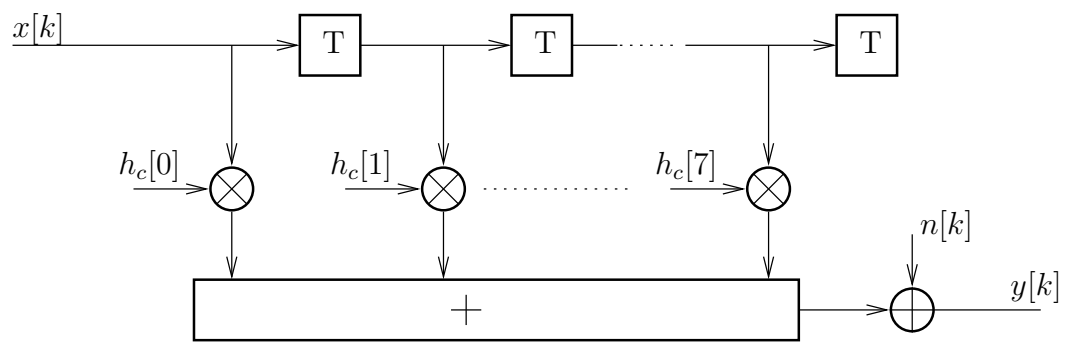 x[k]
T
T
T
h_c[0]
h_c[1]
h_c[7]
n[k]
+
y[k]